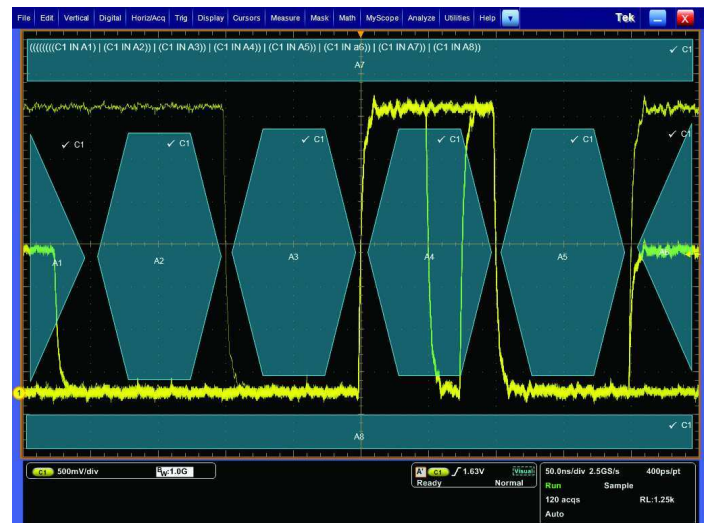 File Edit Vertical Digital Horiz/Acq Trig Display Cursors Measure Mask Math MyScope Analyze Utilities Help Tek X
((((((((C1 IN A1) | (C1 IN A2)) | (C1 IN A3)) | (C1 IN A4)) | (C1 IN A5)) | (C1 IN a6)) | (C1 IN A7)) | (C1 IN A8))
C1
A7
C1 C1 C1 C1 C1 C1
A1 A2 A3 A4 A5 A6
1
C1
A8
C1 500mV/div BW:1.0G
A' C1 1.63V Visual
Ready Normal
50.0ns/div 2.5GS/s 400ps/pt
Run Sample
120 acqs RL:1.25k
Auto